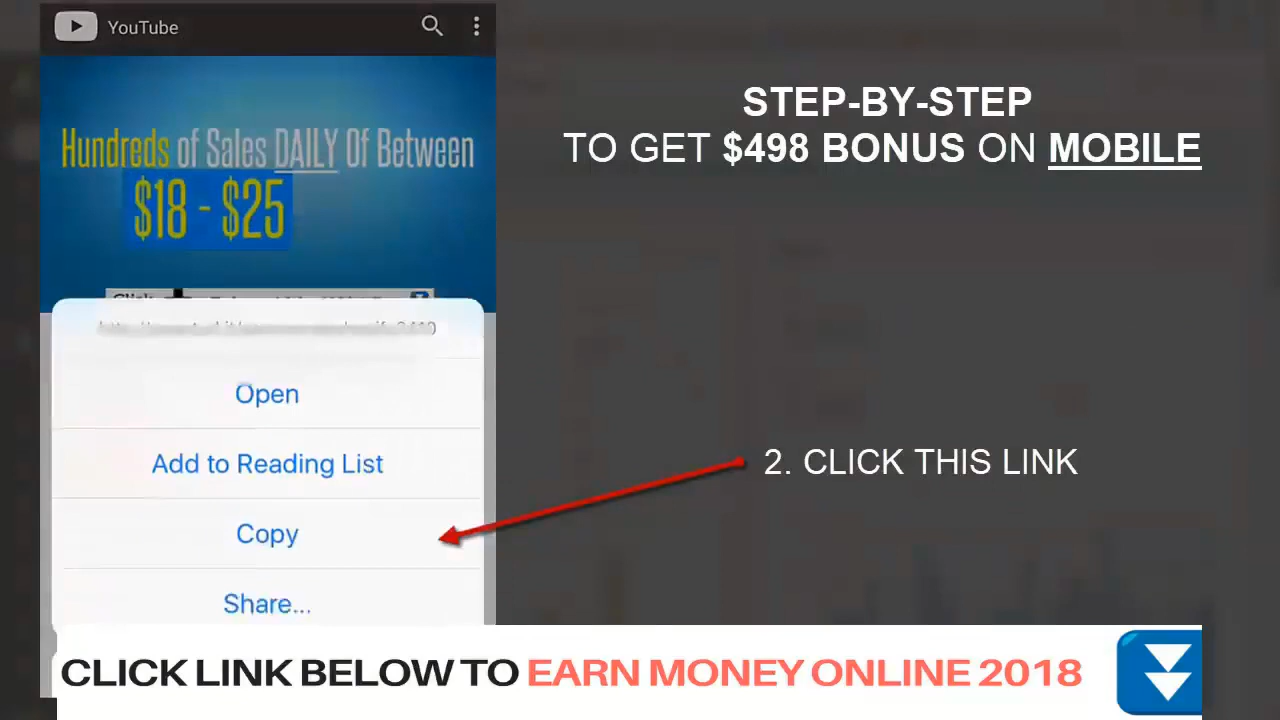 YouTube
Hundreds of Sales DAILY Of Between
$18 - $25
Click
Open
Add to Reading List
Copy
Share...
STEP-BY-STEP
TO GET $498 BONUS ON MOBILE
2. CLICK THIS LINK
CLICK LINK BELOW TO EARN MONEY ONLINE 2018